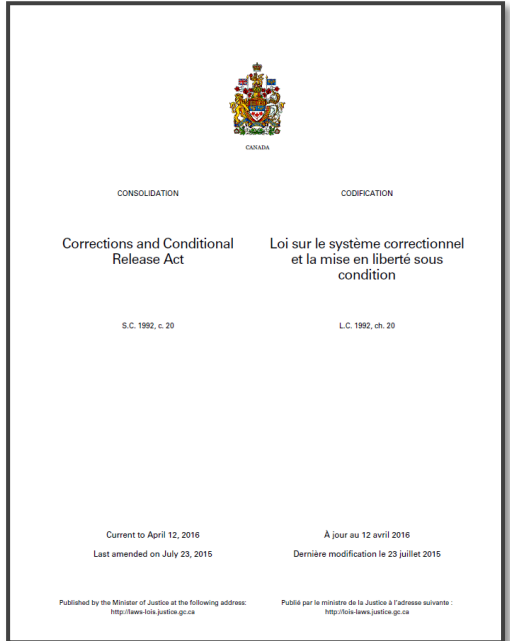 CANADA
CONSOLIDATION
CODIFICATION
Corrections and Conditional
Release Act
Loi sur le système correctionnel
et la mise en liberté sous
condition
S.C. 1992, c. 20
L.C. 1992, ch. 20
Current to April 12, 2016
Last amended on July 23, 2015
À jour au 12 avril 2016
Dernière modification le 23 juillet 2015
Published by the Minister of Justice at the following address:
http://laws-lois.justice.gc.ca
Publié par le ministre de la Justice à l'adresse suivante :
http://lois-laws.justice.gc.ca